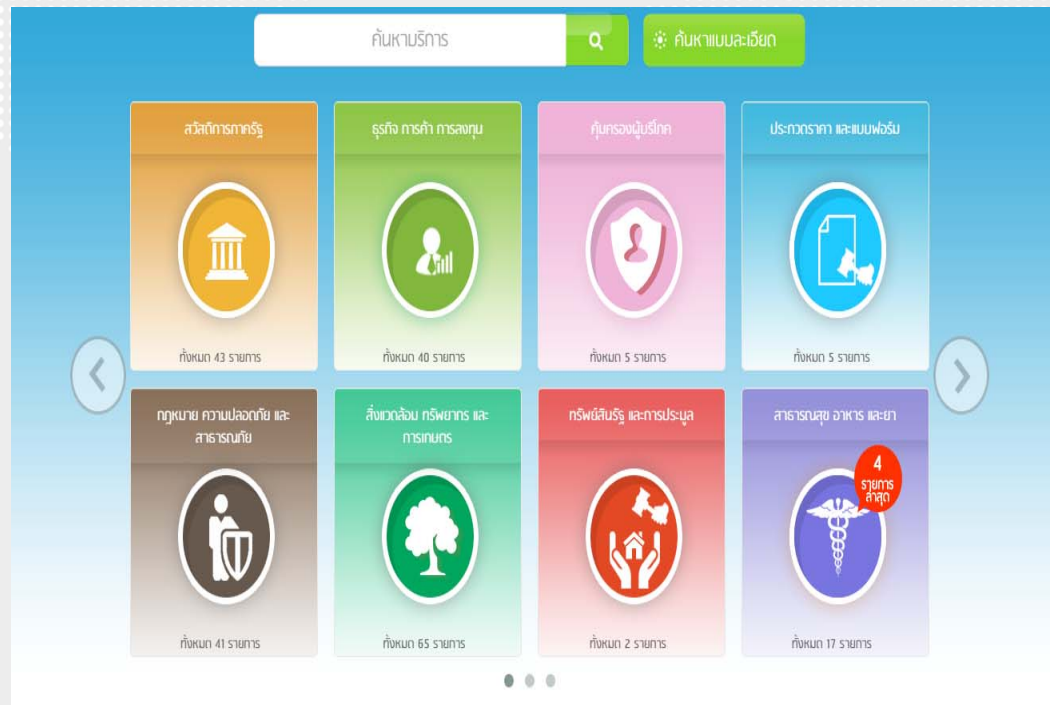 ค้นหาบริการ
ค้นหาแบบละเอียด
สวัสดิการภาครัฐ
ธุรกิจ การค้า การลงทุน
คุ้มครองผู้บริโภค
ประกวดราคา และแบบฟอร์ม
ทั้งหมด 43 รายการ
ทั้งหมด 40 รายการ
ทั้งหมด 5 รายการ
ทั้งหมด 5 รายการ
กฎหมาย ความปลอดภัย และ
สาธารณภัย
สิ่งแวดล้อม ทรัพยากร และ
การเกษตร
ทรัพย์สินรัฐ และการประมูล
สาธารณสุข อาหาร และยา
4
รายการ
ล่าสุด
ทั้งหมด 41 รายการ
ทั้งหมด 65 รายการ
ทั้งหมด 2 รายการ
ทั้งหมด 17 รายการ